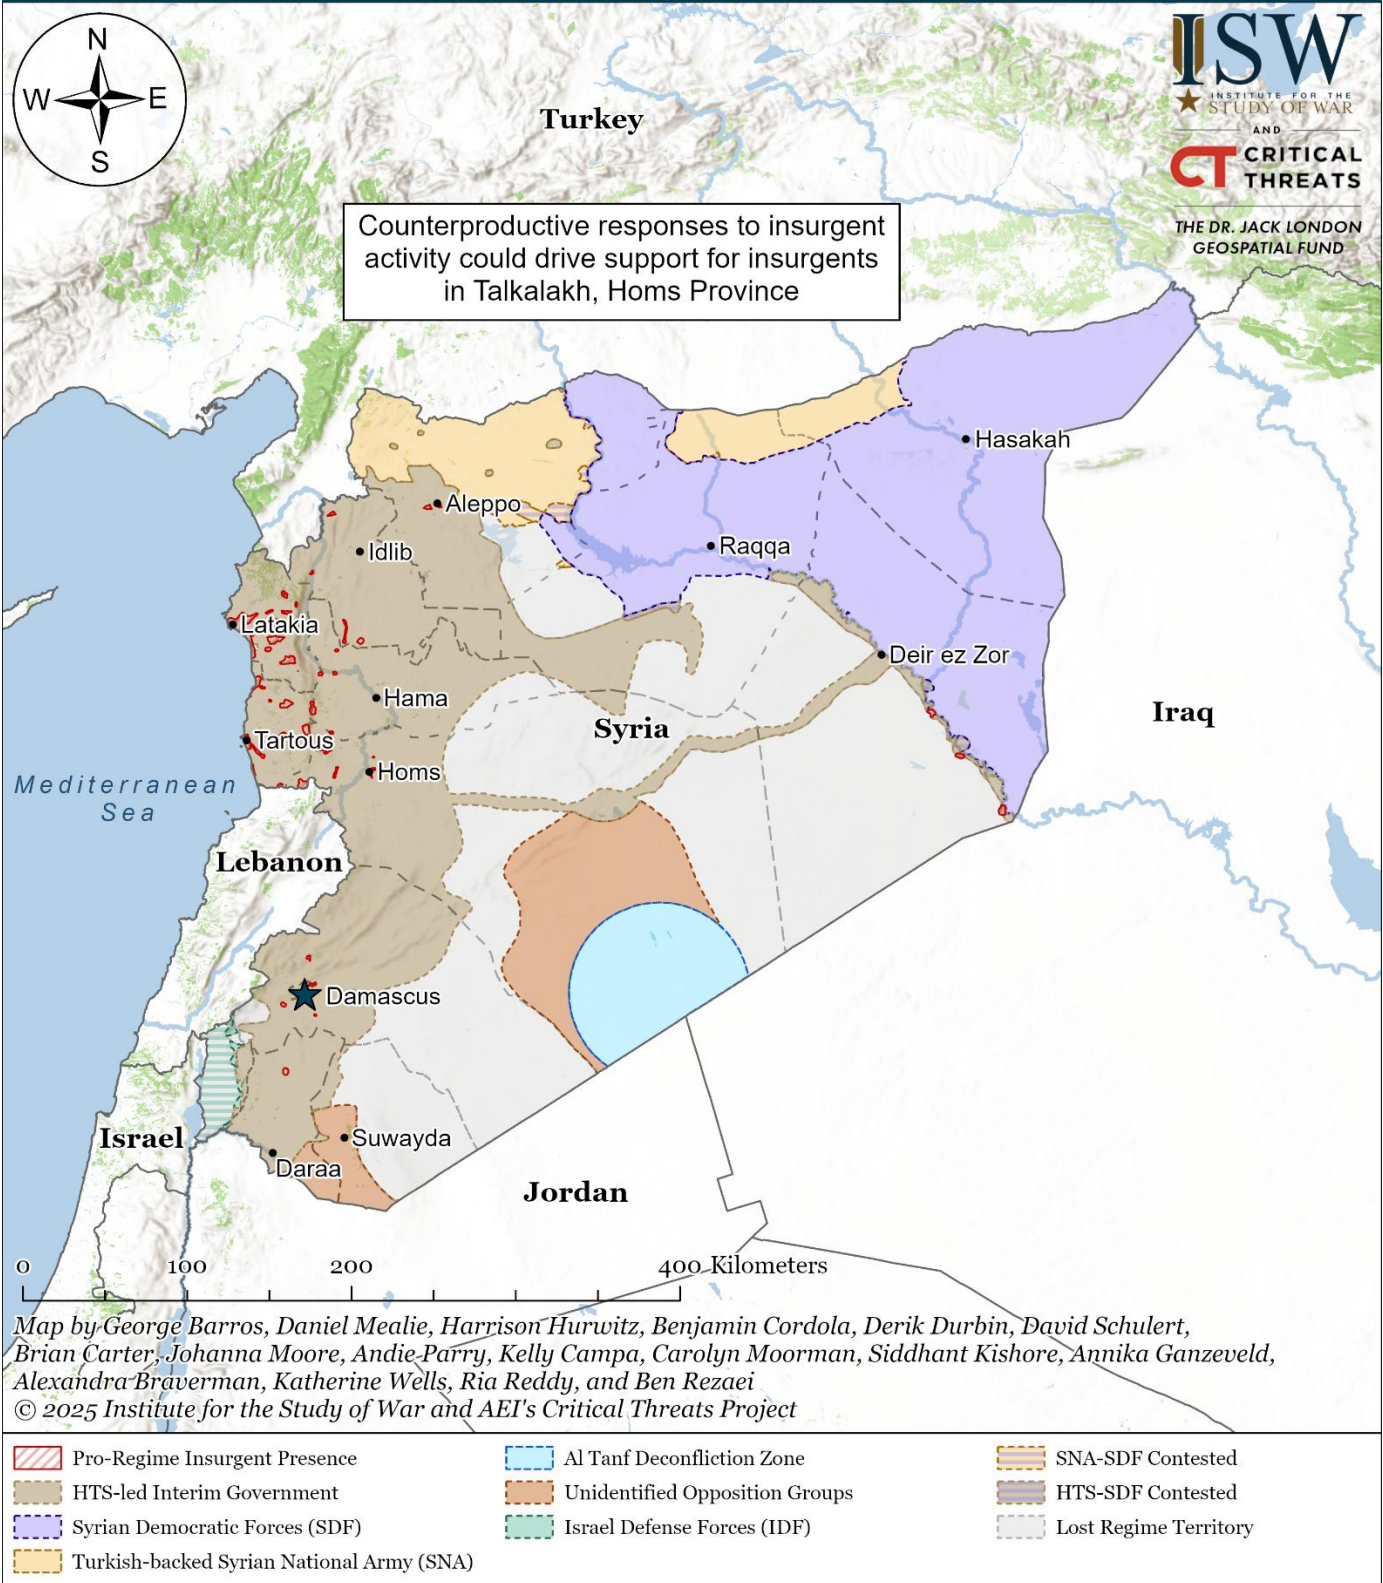 N
W
E
S
ISW
INSTITUTE FOR THE
STUDY OF WAR
AND
CT CRITICAL
THREATS
THE DR. JACK LONDON
GEOSPATIAL FUND
Turkey
Counterproductive responses to insurgent
activity could drive support for insurgents
in Talkalakh, Homs Province
Hasakah
Aleppo
Idlib
Raqqa
Latakia
Deir ez Zor
Hama
Syria
Iraq
Tartous
Homs
Mediterranean
Sea
Lebanon
Damascus
Israel
Suwayda
Daraa
Jordan
0 100 200 400 Kilometers
Map by George Barros, Daniel Mealie, Harrison Hurwitz, Benjamin Cordola, Derik Durbin, David Schulert,
Brian Carter, Johanna Moore, Andie Parry, Kelly Campa, Carolyn Moorman, Siddhant Kishore, Annika Ganzeveld,
Alexandra Braverman, Katherine Wells, Ria Reddy, and Ben Rezaei
© 2025 Institute for the Study of War and AEI's Critical Threats Project
Pro-Regime Insurgent Presence
HTS-led Interim Government
Syrian Democratic Forces (SDF)
Turkish-backed Syrian National Army (SNA)
Al Tanf Deconfliction Zone
Unidentified Opposition Groups
Israel Defense Forces (IDF)
SNA-SDF Contested
HTS-SDF Contested
Lost Regime Territory